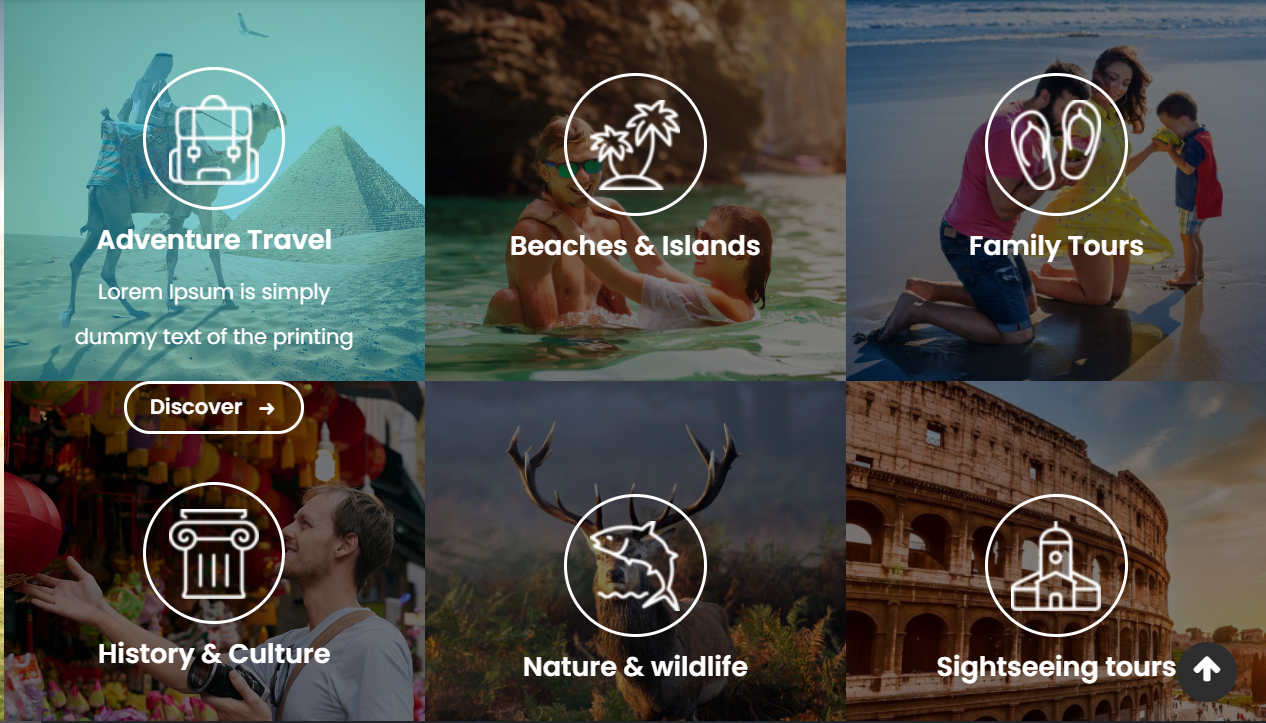 Adventure Travel
Lorem Ipsum is simply
dummy text of the printing
Discover
Beaches & Islands
Family Tours
History & Culture
Nature & wildlife
Sightseeing tours